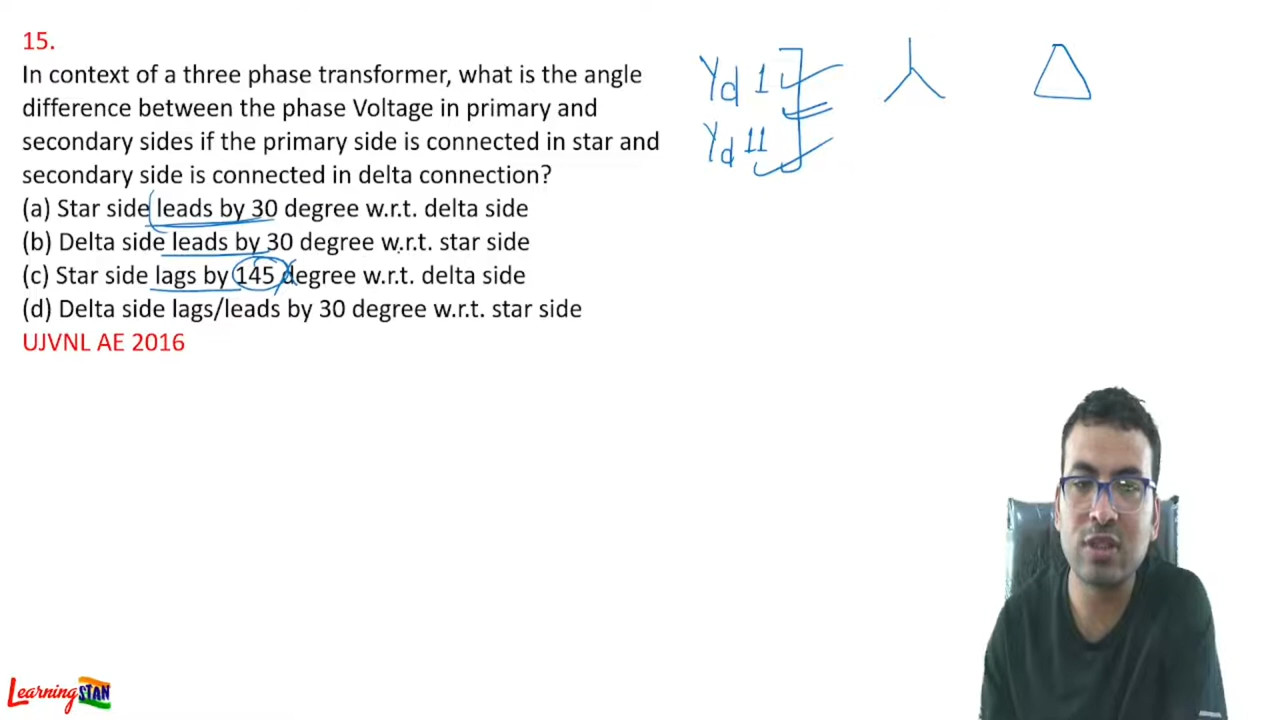 15.
In context of a three phase transformer, what is the angle
difference between the phase Voltage in primary and
secondary sides if the primary side is connected in star and
secondary side is connected in delta connection?
(a) Star side leads by 30 degree w.r.t. delta side
(b) Delta side leads by 30 degree w.r.t. star side
(c) Star side lags by 145 degree w.r.t. delta side
(d) Delta side lags/leads by 30 degree w.r.t. star side
UJVNL AE 2016
Yd 1
Yd 11
LearningSTAN